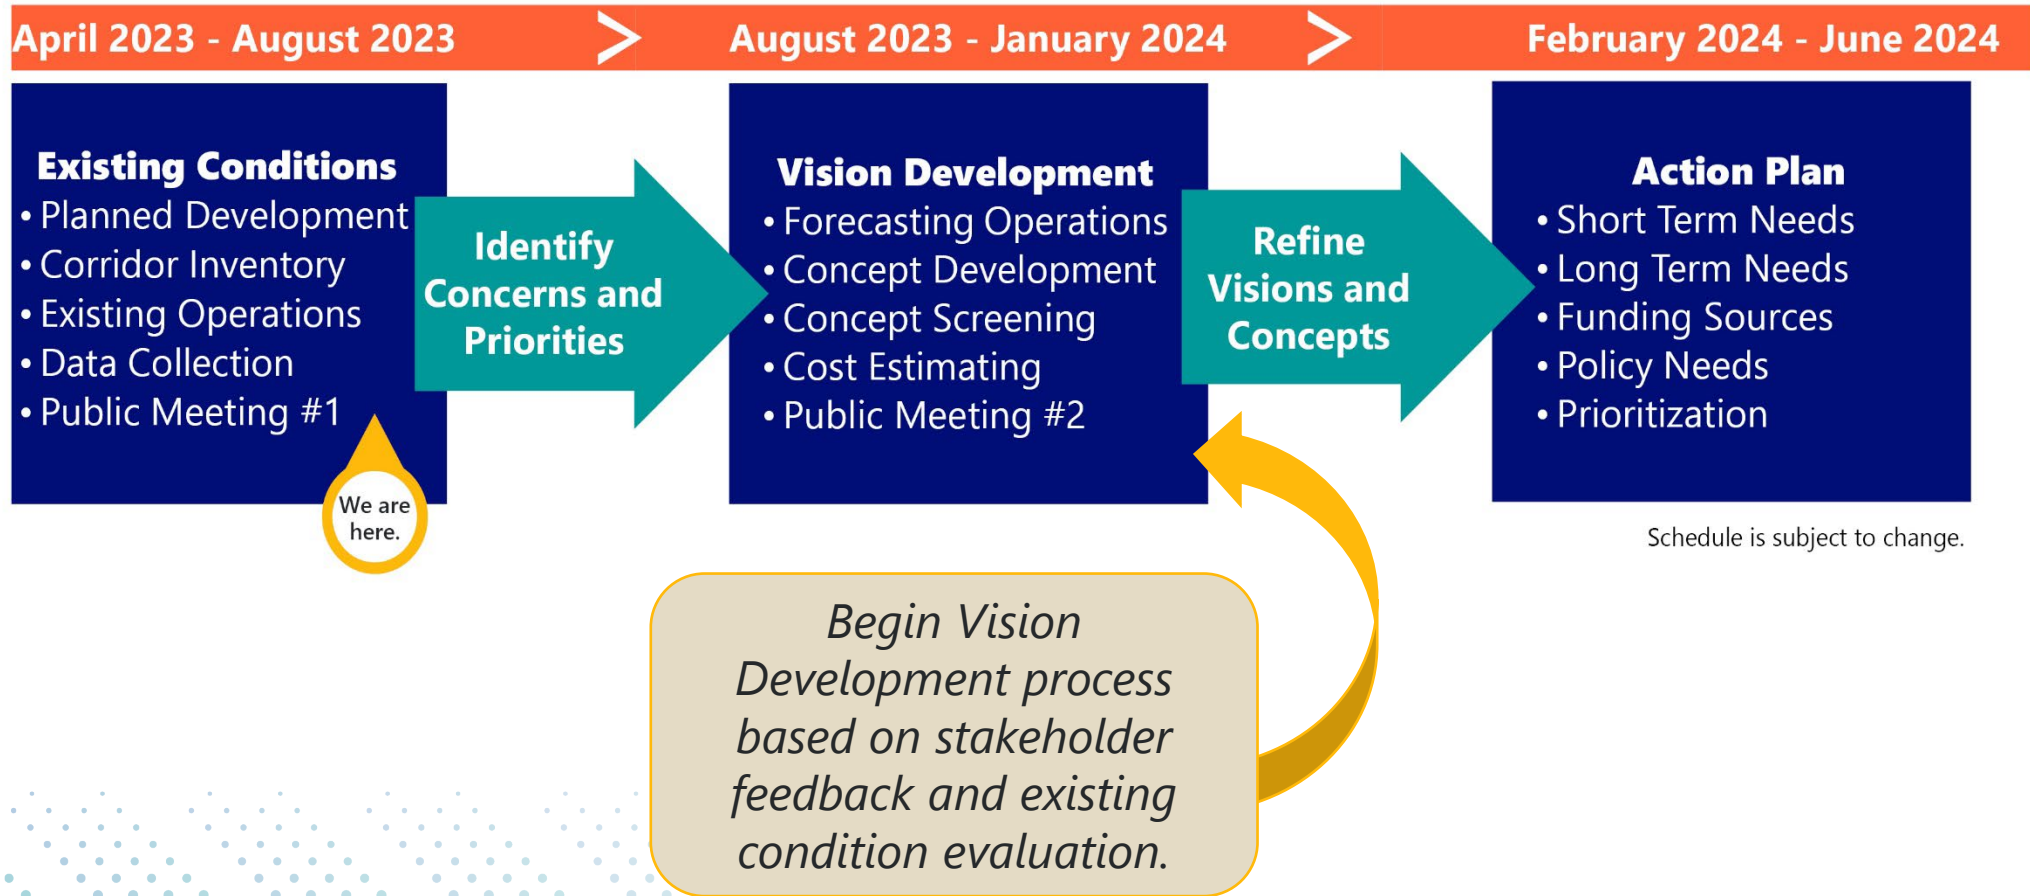 April 2023 - August 2023 > August 2023 - January 2024 > February 2024 - June 2024
Existing Conditions
• Planned Development
• Corridor Inventory
• Existing Operations
• Data Collection
• Public Meeting #1
We are
here.
Identify
Concerns and
Priorities
Vision Development
• Forecasting Operations
• Concept Development
• Concept Screening
• Cost Estimating
• Public Meeting #2
Refine
Visions and
Concepts
Action Plan
• Short Term Needs
• Long Term Needs
• Funding Sources
• Policy Needs
• Prioritization
Schedule is subject to change.
Begin Vision
Development process
based on stakeholder
feedback and existing
condition evaluation.